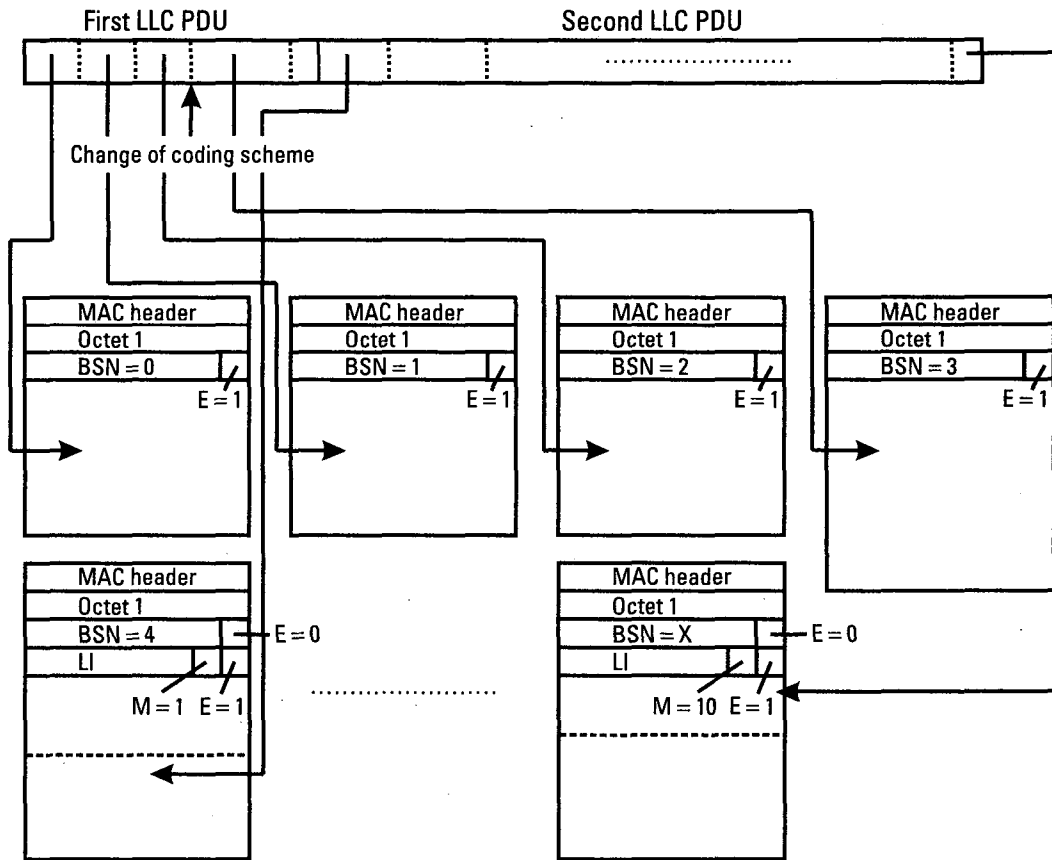 First LLC PDU
Second LLC PDU
Change of coding scheme
MAC header
Octet 1
BSN = 0
E = 1
MAC header
Octet 1
BSN = 1
E = 1
MAC header
Octet 1
BSN = 2
E = 1
MAC header
Octet 1
BSN = 3
E = 1
MAC header
Octet 1
BSN = 4
E = 0
LI
M = 1 E = 1
MAC header
Octet 1
BSN = X
E = 0
LI
M = 10 E = 1